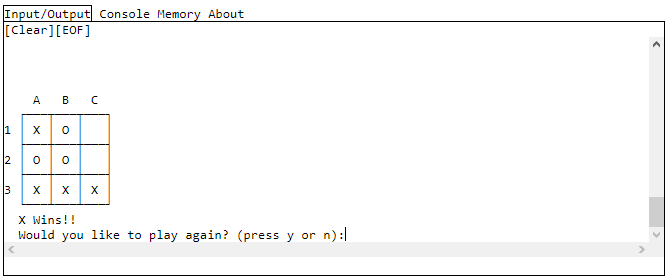 Input/Output Console Memory About
[Clear][EOF]
A B C
1 X O
2 O O
3 X X X
X Wins!!
Would you like to play again? (press y or n):